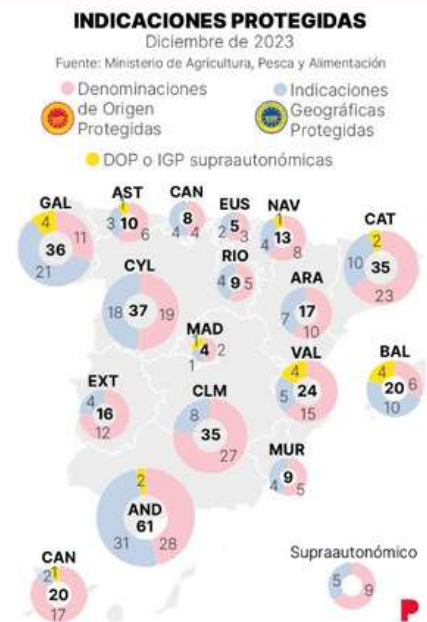 INDICACIONES PROTEGIDAS
Diciembre de 2023
Fuente: Ministerio de Agricultura, Pesca y Alimentación
Denominaciones de Origen Protegidas
Indicaciones Geográficas Protegidas
DOP o IGP supraautonómicas
GAL
4
11
36
21
AST
1
3
10
6
CAN
8
4
4
EUS
5
2
3
NAV
1
4
13
8
CAT
2
10
35
23
RIO
4
9
5
CYL
18
37
19
ARA
17
7
10
MAD
1
4
2
1
VAL
4
24
5
15
BAL
4
20
6
10
EXT
4
16
12
CLM
8
35
27
MUR
9
4
5
2
AND
61
31
28
CAN
2
1
20
17
Supraautonómico
5
9
P